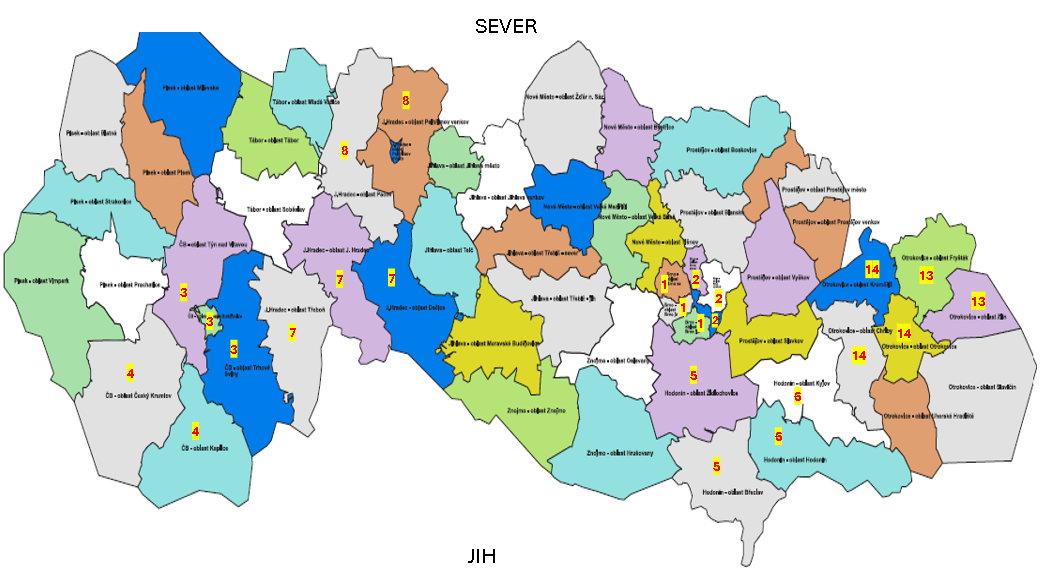 SEVER
Písek - oblast Milevsko
Tábor - oblast Mladá Vožice
8
J.Hradec - oblast Pelhřimov venkov
Nové Město - oblast Žďár n. Sáz
Nové Město - oblast Bystřice
Písek - oblast Blatná
Tábor - oblast Tábor
8
Jihlava - oblast Jihlava město
Prostějov - oblast Boskovice
Písek - oblast Písek
Prostějov - oblast Prostějov město
Písek - oblast Strakonice
Tábor - oblast Soběslav
J.Hradec - oblast Pacov
Jihlava - oblast Jihlava venkov
Nové Město - oblast Velké Meziříčí
Nové Město - oblast Velká Bíteš
Prostějov - oblast Blansko
Prostějov - oblast Prostějov venkov
ČB - oblast Týn nad Vltavou
J.Hradec - oblast J. Hradec
Jihlava - oblast Telč
Jihlava - oblast Třebíč - sever
Nové Město - oblast Tišnov
Otrokovice - oblast Fryšták
14
13
Písek - oblast Vimperk
Písek - oblast Prachatice
7
7
1
2
Prostějov - oblast Vyškov
Otrokovice - oblast Kroměříž
3
Jihlava - oblast Třebíč - jih
2
13
J.Hradec - oblast Třeboň
J.Hradec - oblast Dačice
1
3
1
2
Otrokovice - oblast Zlín
7
Otrokovice - oblast Chřiby
14
3
Jihlava - oblast Moravské Budějovice
Prostějov - oblast Slavkov
Otrokovice - oblast Otrokovice
14
Znojmo - oblast Oslavany
ČB - oblast Trhové
Sviny
4
5
Hodonín - oblast Kyjov
Otrokovice - oblast Slavičín
ČB - oblast Český Krumlov
Hodonín - oblast Židlochovice
6
Znojmo - oblast Znojmo
Otrokovice - oblast Uherské Hradiště
4
6
ČB - oblast Kaplice
Znojmo - oblast Hrušovany
Hodonín - oblast Hodonín
5
Hodonín - oblast Břeclav
JIH